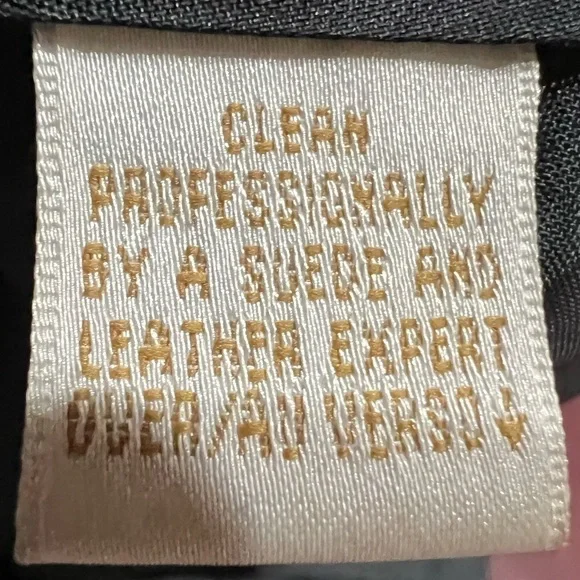 CLEAN
PROFESSIONALLY
BY A SUEDE AND
LEATHER EXPERT
OVER/AU VERSO↓